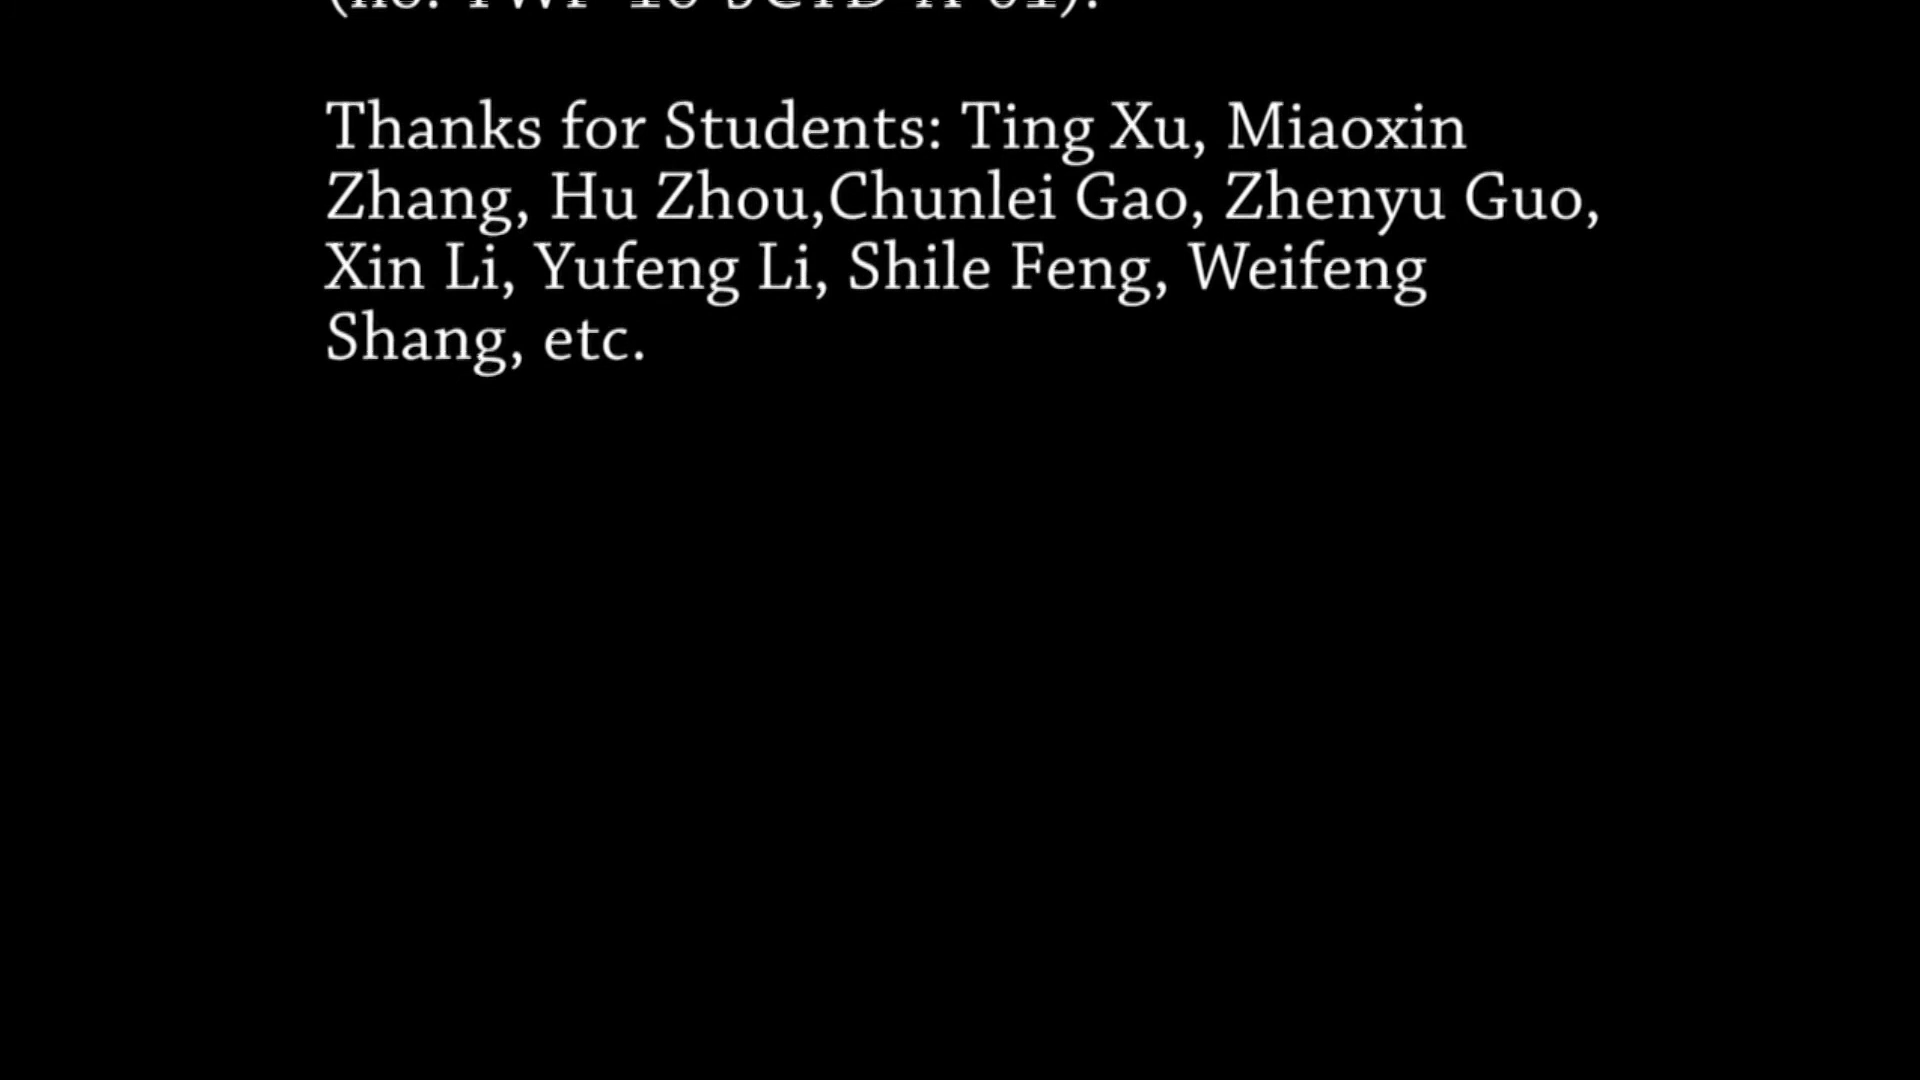 Thanks for Students: Ting Xu, Miaoxin
Zhang, Hu Zhou,Chunlei Gao, Zhenyu Guo,
Xin Li, Yufeng Li, Shile Feng, Weifeng
Shang, etc.